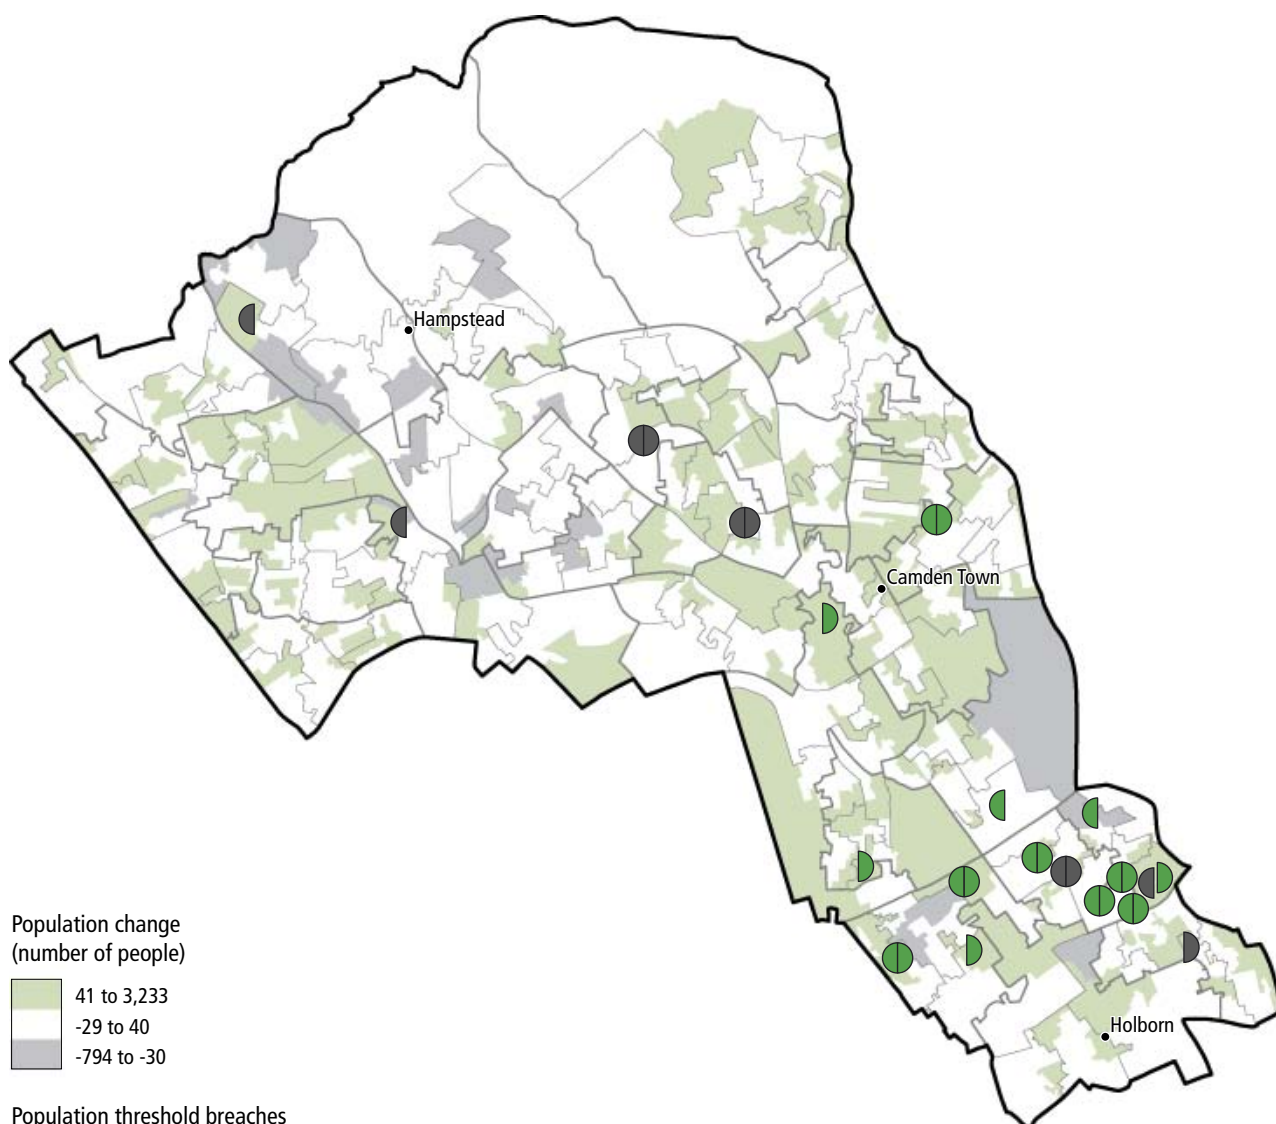 Hampstead
Camden Town
Population change
(number of people)
41 to 3,233
-29 to 40
-794 to -30
Holborn
Population threshold breaches